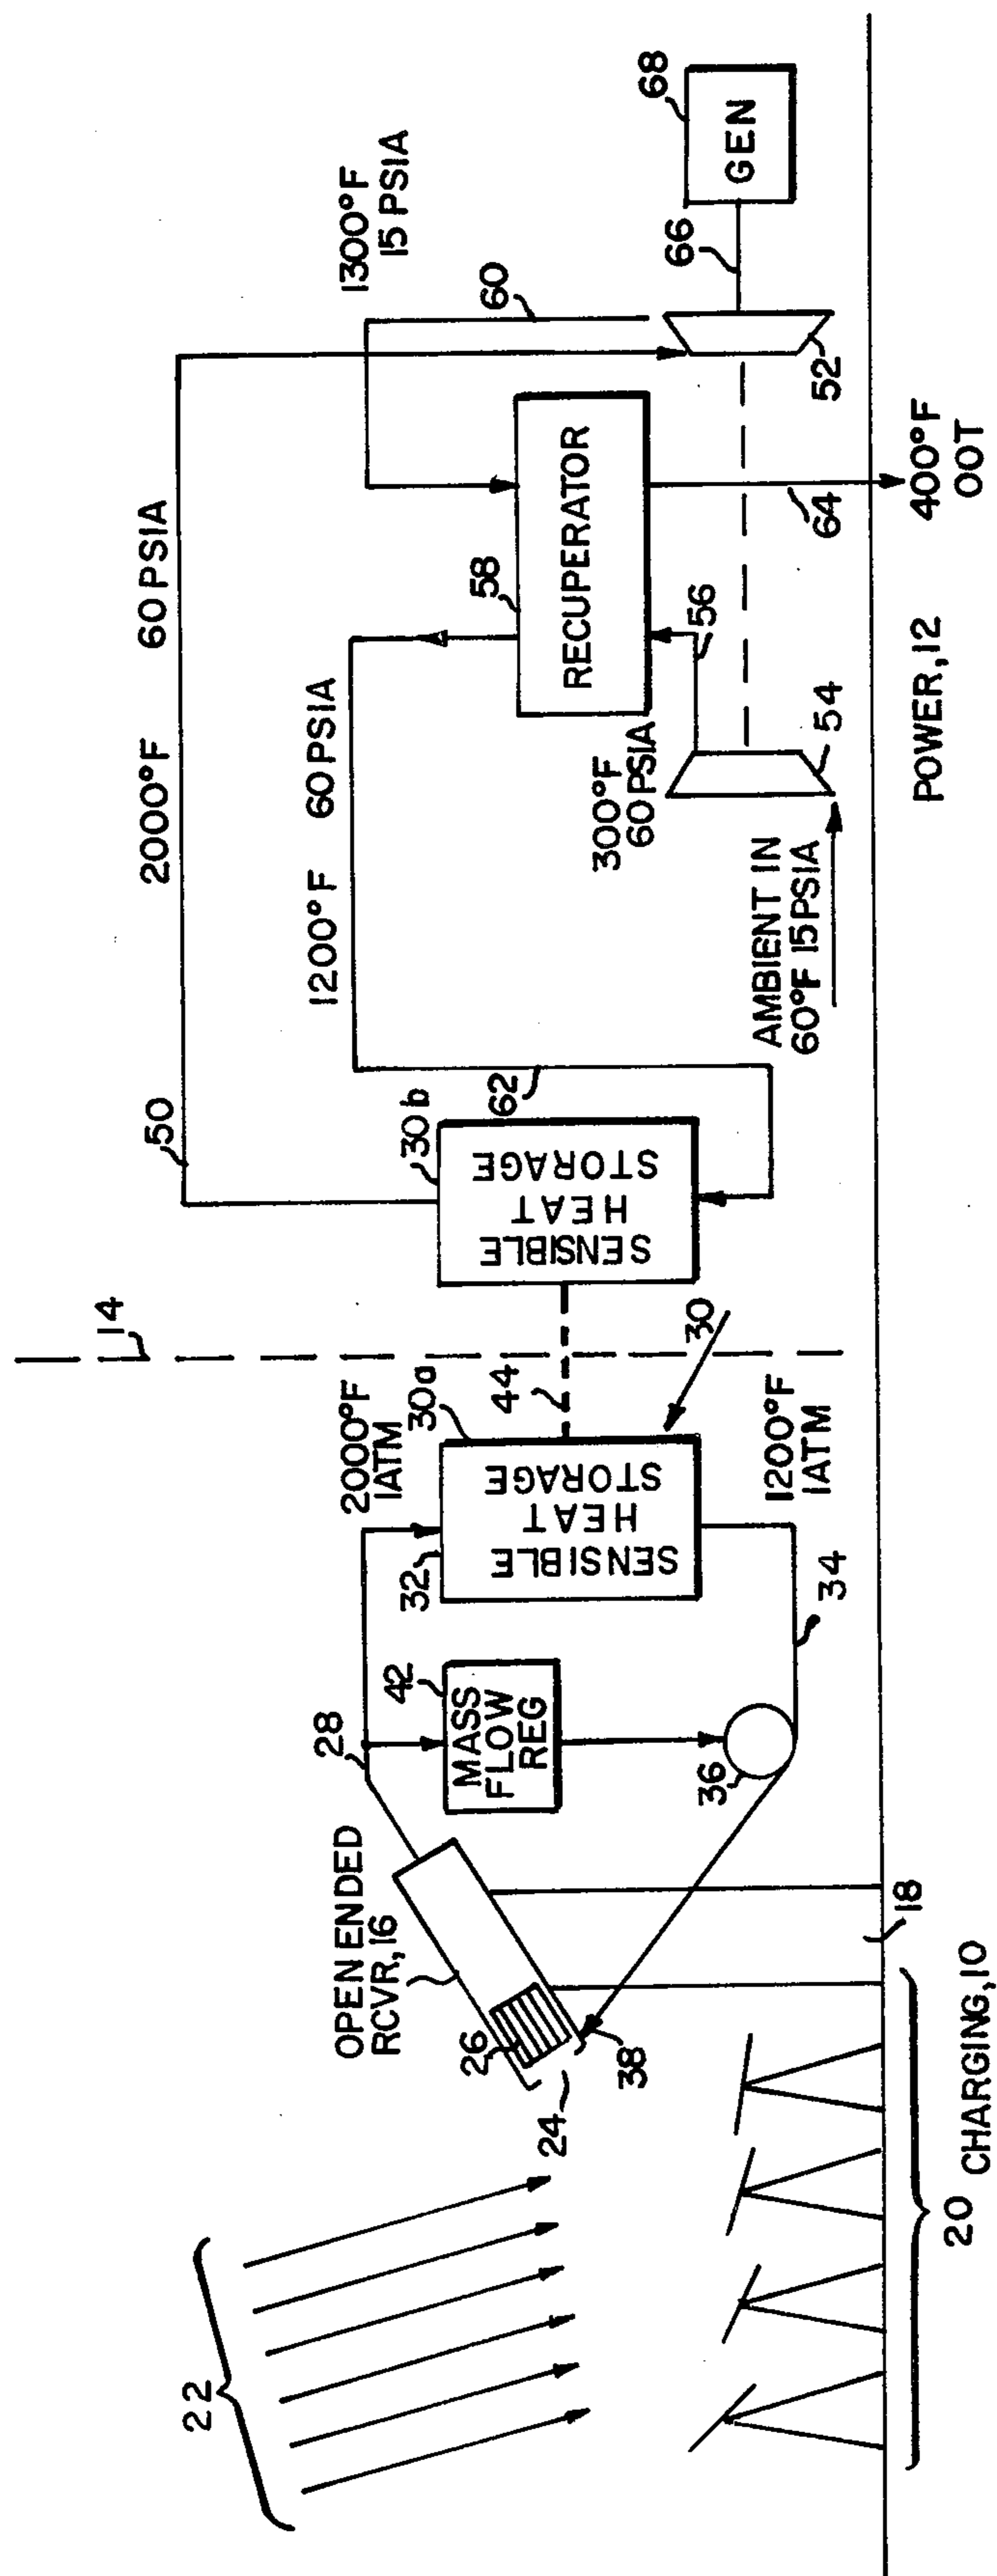 22
24
26
38
OPEN ENDED
RCVR, 16
28
42
MASS
FLOW
REG
36
34
18
20
CHARGING, 10
2000°F
1ATM
30a
32
SENSIBLE
HEAT
STORAGE
44
30
1200°F
1ATM
14
50
30b
SENSIBLE
HEAT
STORAGE
62
2000°F 60 PSIA
1200°F 60 PSIA
AMBIENT IN
60°F 15 PSIA
300°F
60 PSIA
54
56
58
RECUPERATOR
64
400°F
OOT
POWER, 12
1300°F
15 PSIA
60
52
66
68
GEN